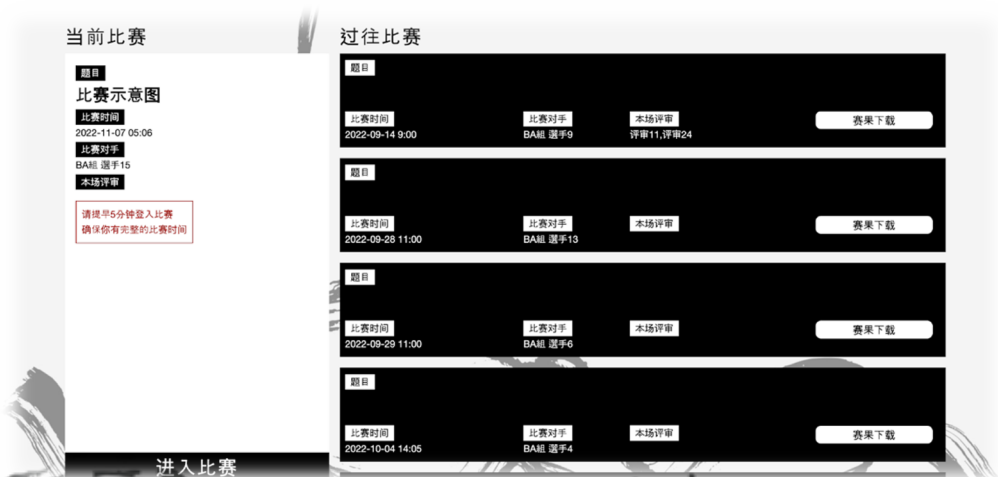 当前比赛
题目
比赛示意图
比赛时间
2022-11-07 05:06
比赛对手
BA組 選手15
本场评审
请提早5分钟登入比赛
确保你有完整的比赛时间
进入比赛
过往比赛
题目
比赛时间 比赛对手 本场评审 赛果下载
2022-09-14 9:00 BA組 選手9 评审11,评审24
题目
比赛时间 比赛对手 本场评审 赛果下载
2022-09-28 11:00 BA組 選手13
题目
比赛时间 比赛对手 本场评审 赛果下载
2022-09-29 11:00 BA組 選手6
题目
比赛时间 比赛对手 本场评审 赛果下载
2022-10-04 14:05 BA組 選手4